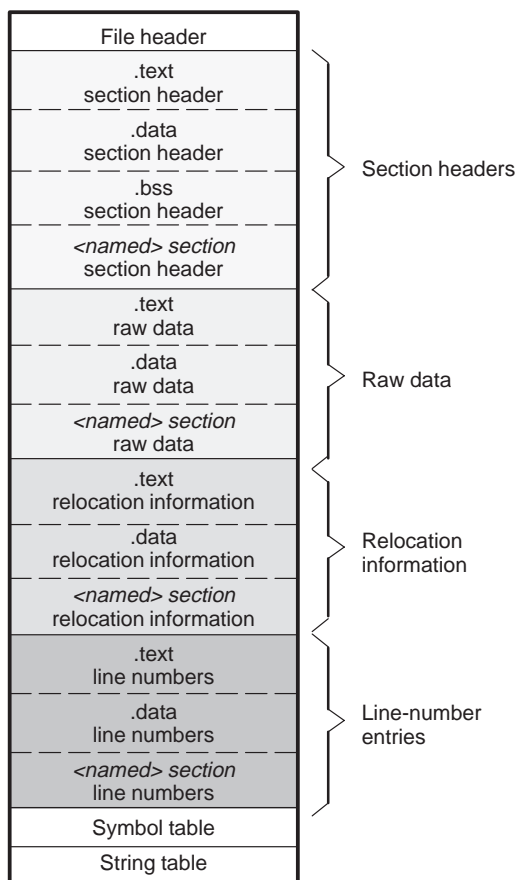 File header
.text
section header
.data
section header
.bss
section header
<named> section
section header
Section headers
.text
raw data
.data
raw data
<named> section
raw data
Raw data
.text
relocation information
.data
relocation information
<named> section
relocation information
Relocation
information
.text
line numbers
.data
line numbers
<named> section
line numbers
Line-number
entries
Symbol table
String table